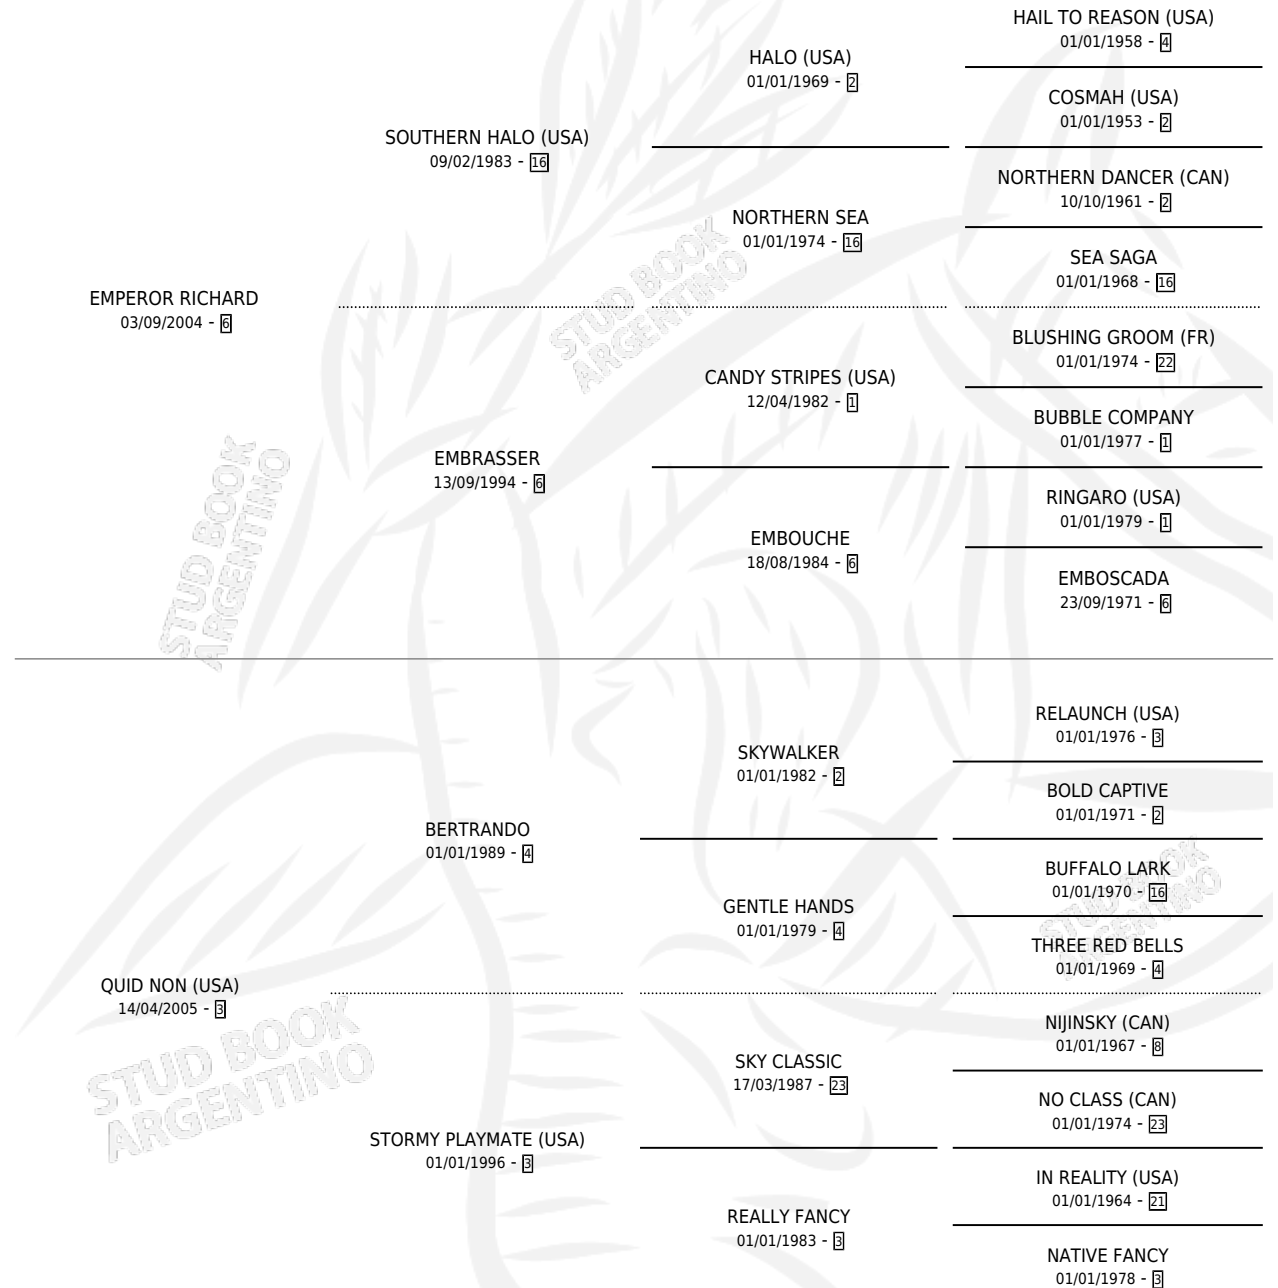 HAIL TO REASON (USA)
01/01/1958 - 4
HALO (USA)
01/01/1969 - 2
COSMAH (USA)
01/01/1953 - 2
SOUTHERN HALO (USA)
09/02/1983 - 16
NORTHERN DANCER (CAN)
10/10/1961 - 2
NORTHERN SEA
01/01/1974 - 16
SEA SAGA
01/01/1968 - 16
EMPEROR RICHARD
03/09/2004 - 6
STUD BOOK
ARGENTINO
BLUSHING GROOM (FR)
01/01/1974 - 22
CANDY STRIPES (USA)
12/04/1982 - 1
BUBBLE COMPANY
01/01/1977 - 1
EMBRASSER
13/09/1994 - 6
RINGARO (USA)
01/01/1979 - 1
EMBOUCHE
18/08/1984 - 6
EMBOSCADA
23/09/1971 - 6
STUD BOOK
ARGENTINO
RELAUNCH (USA)
01/01/1976 - 3
SKYWALKER
01/01/1982 - 2
BOLD CAPTIVE
01/01/1971 - 2
BERTRANDO
01/01/1989 - 4
BUFFALO LARK
01/01/1970 - 16
GENTLE HANDS
01/01/1979 - 4
THREE RED BELLS
01/01/1969 - 4
STUD BOOK
ARGENTINO
QUID NON (USA)
14/04/2005 - 3
NIJINSKY (CAN)
01/01/1967 - 8
SKY CLASSIC
17/03/1987 - 23
NO CLASS (CAN)
01/01/1974 - 23
STUD BOOK
ARGENTINO
STORMY PLAYMATE (USA)
01/01/1996 - 3
IN REALITY (USA)
01/01/1964 - 21
REALLY FANCY
01/01/1983 - 3
NATIVE FANCY
01/01/1978 - 3